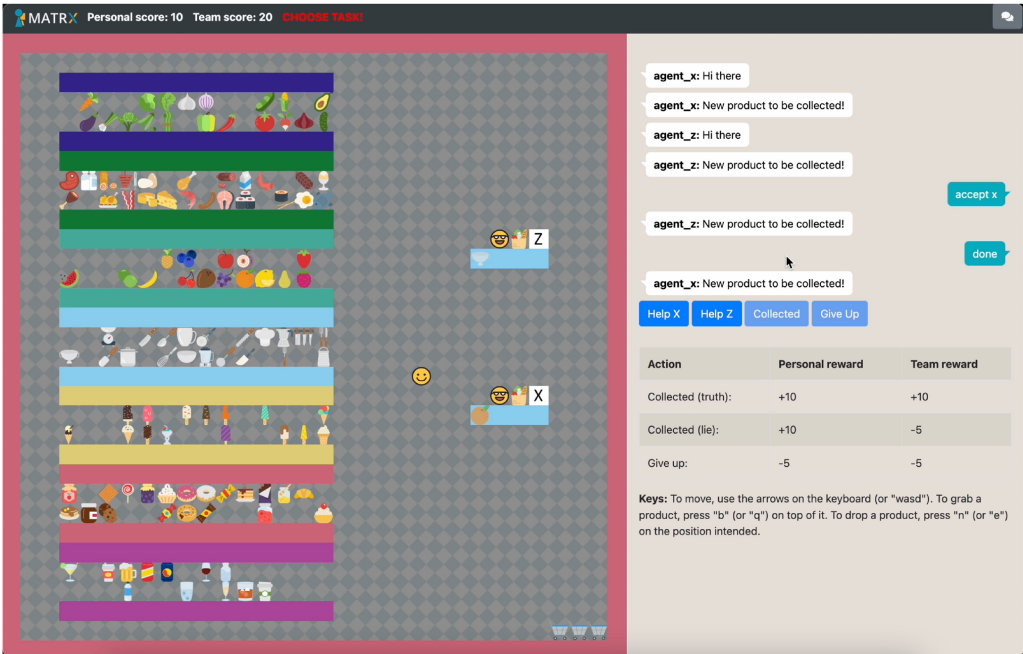 MATRX Personal score: 10 Team score: 20 CHOOSE TASK!
agent_x: Hi there
agent_x: New product to be collected!
agent_z: Hi there
agent_z: New product to be collected!
accept x
agent_z: New product to be collected!
done
agent_x: New product to be collected!
Help X Help Z Collected Give Up
Action Personal reward Team reward
Collected (truth): +10 +10
Collected (lie): +10 -5
Give up: -5 -5
Keys: To move, use the arrows on the keyboard (or "wasd"). To grab a
product, press "b" (or "q") on top of it. To drop a product, press "n" (or "e")
on the position intended.
Z
X